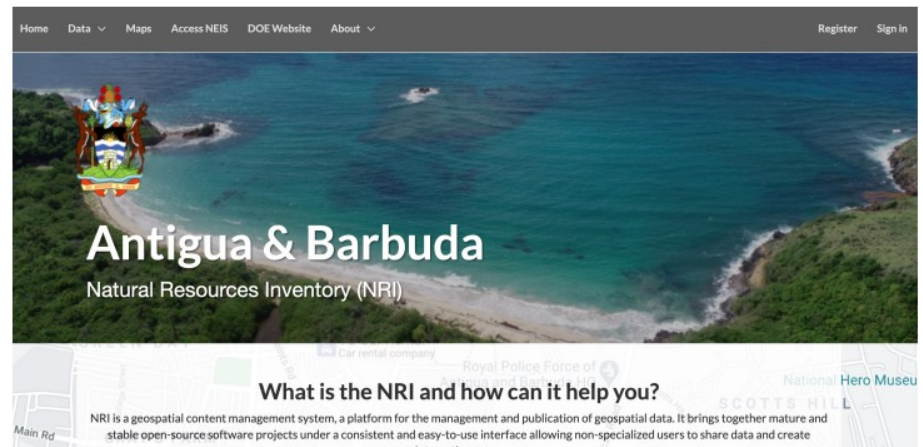 Home Data Maps Access NEIS DOE Website About Register Sign in
Antigua & Barbuda
Natural Resources Inventory (NRI)
Car rental company
Royal Police Force of
Antigua and Barbuda HQ
What is the NRI and how can it help you?
National Hero Museu
SCOTTS HILL
NRI is a geospatial content management system, a platform for the management and publication of geospatial data. It brings together mature and
Main Rd
stable open-source software projects under a consistent and easy-to-use interface allowing non-specialized users to share data and create